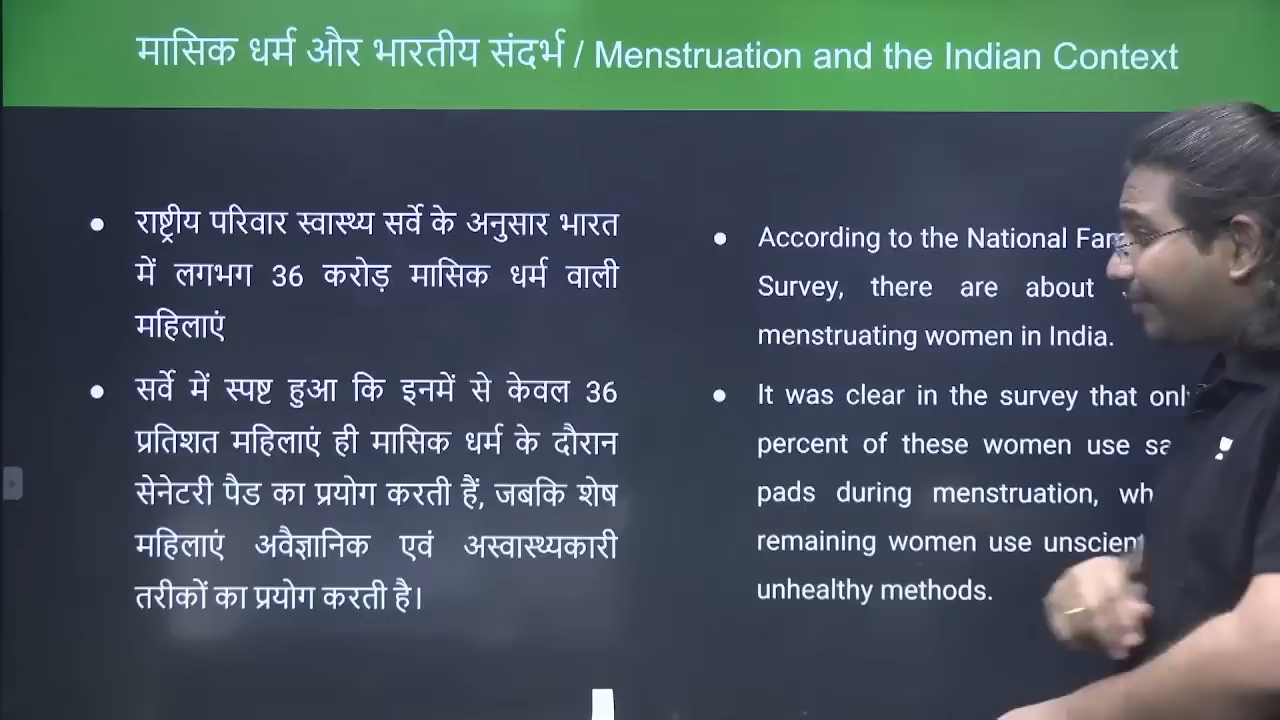 मासिक धर्म और भारतीय संदर्भ / Menstruation and the Indian Context
राष्ट्रीय परिवार स्वास्थ्य सर्वे के अनुसार भारत
में लगभग 36 करोड़ मासिक धर्म वाली
महिलाएं
सर्वे में स्पष्ट हुआ कि इनमें से केवल 36
प्रतिशत महिलाएं ही मासिक धर्म के दौरान
सेनेटरी पैड का प्रयोग करती हैं, जबकि शेष
महिलाएं अवैज्ञानिक एवं अस्वास्थ्यकारी
तरीकों का प्रयोग करती है।
According to the National
Survey, there are about
menstruating women in India.
It was clear in the survey that
percent of these women use
pads during menstruation,
remaining women use
unhealthy methods.